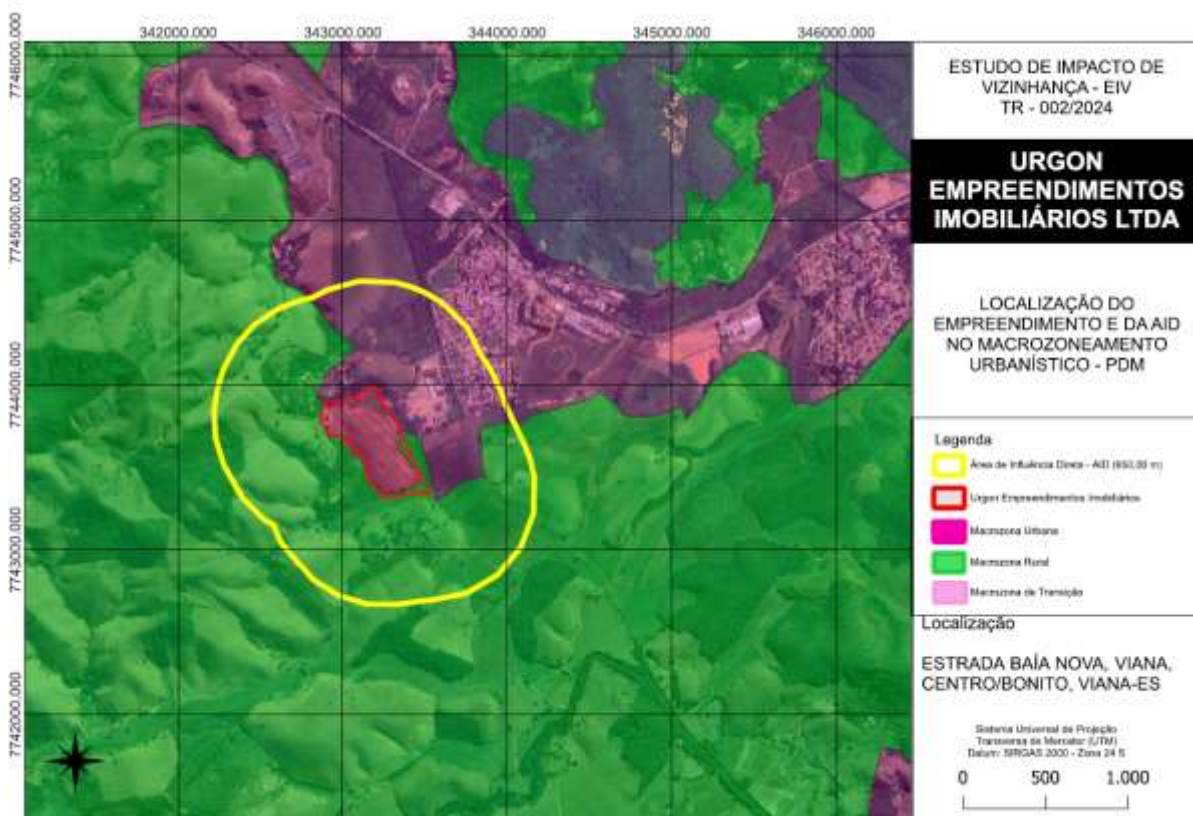 342000.000 343000.000 344000.000 345000.000 346000.000
7746000.000
7745000.000
7744000.000
7743000.000
7742000.000
ESTUDO DE IMPACTO DE
VIZINHANÇA - EIV
TR - 002/2024
URGON
EMPREENDIMENTOS
IMOBILIÁRIOS LTDA
LOCALIZAÇÃO DO
EMPREENDIMENTO E DA AID
NO MACROZONEAMENTO
URBANÍSTICO - PDM
Legenda
Área de Influência Direta - AID (650,00 m)
Urgon Empreendimentos Imobiliários
Macrozona Urbana
Macrozona Rural
Macrozona de Transição
Localização
ESTRADA BAÍA NOVA, VIANA,
CENTRO/BONITO, VIANA-ES
Sistema Universal de Projeção
Transversa de Mercator (UTM)
Datum: SIRGAS 2000 - Zona 24 S
0 500 1.000